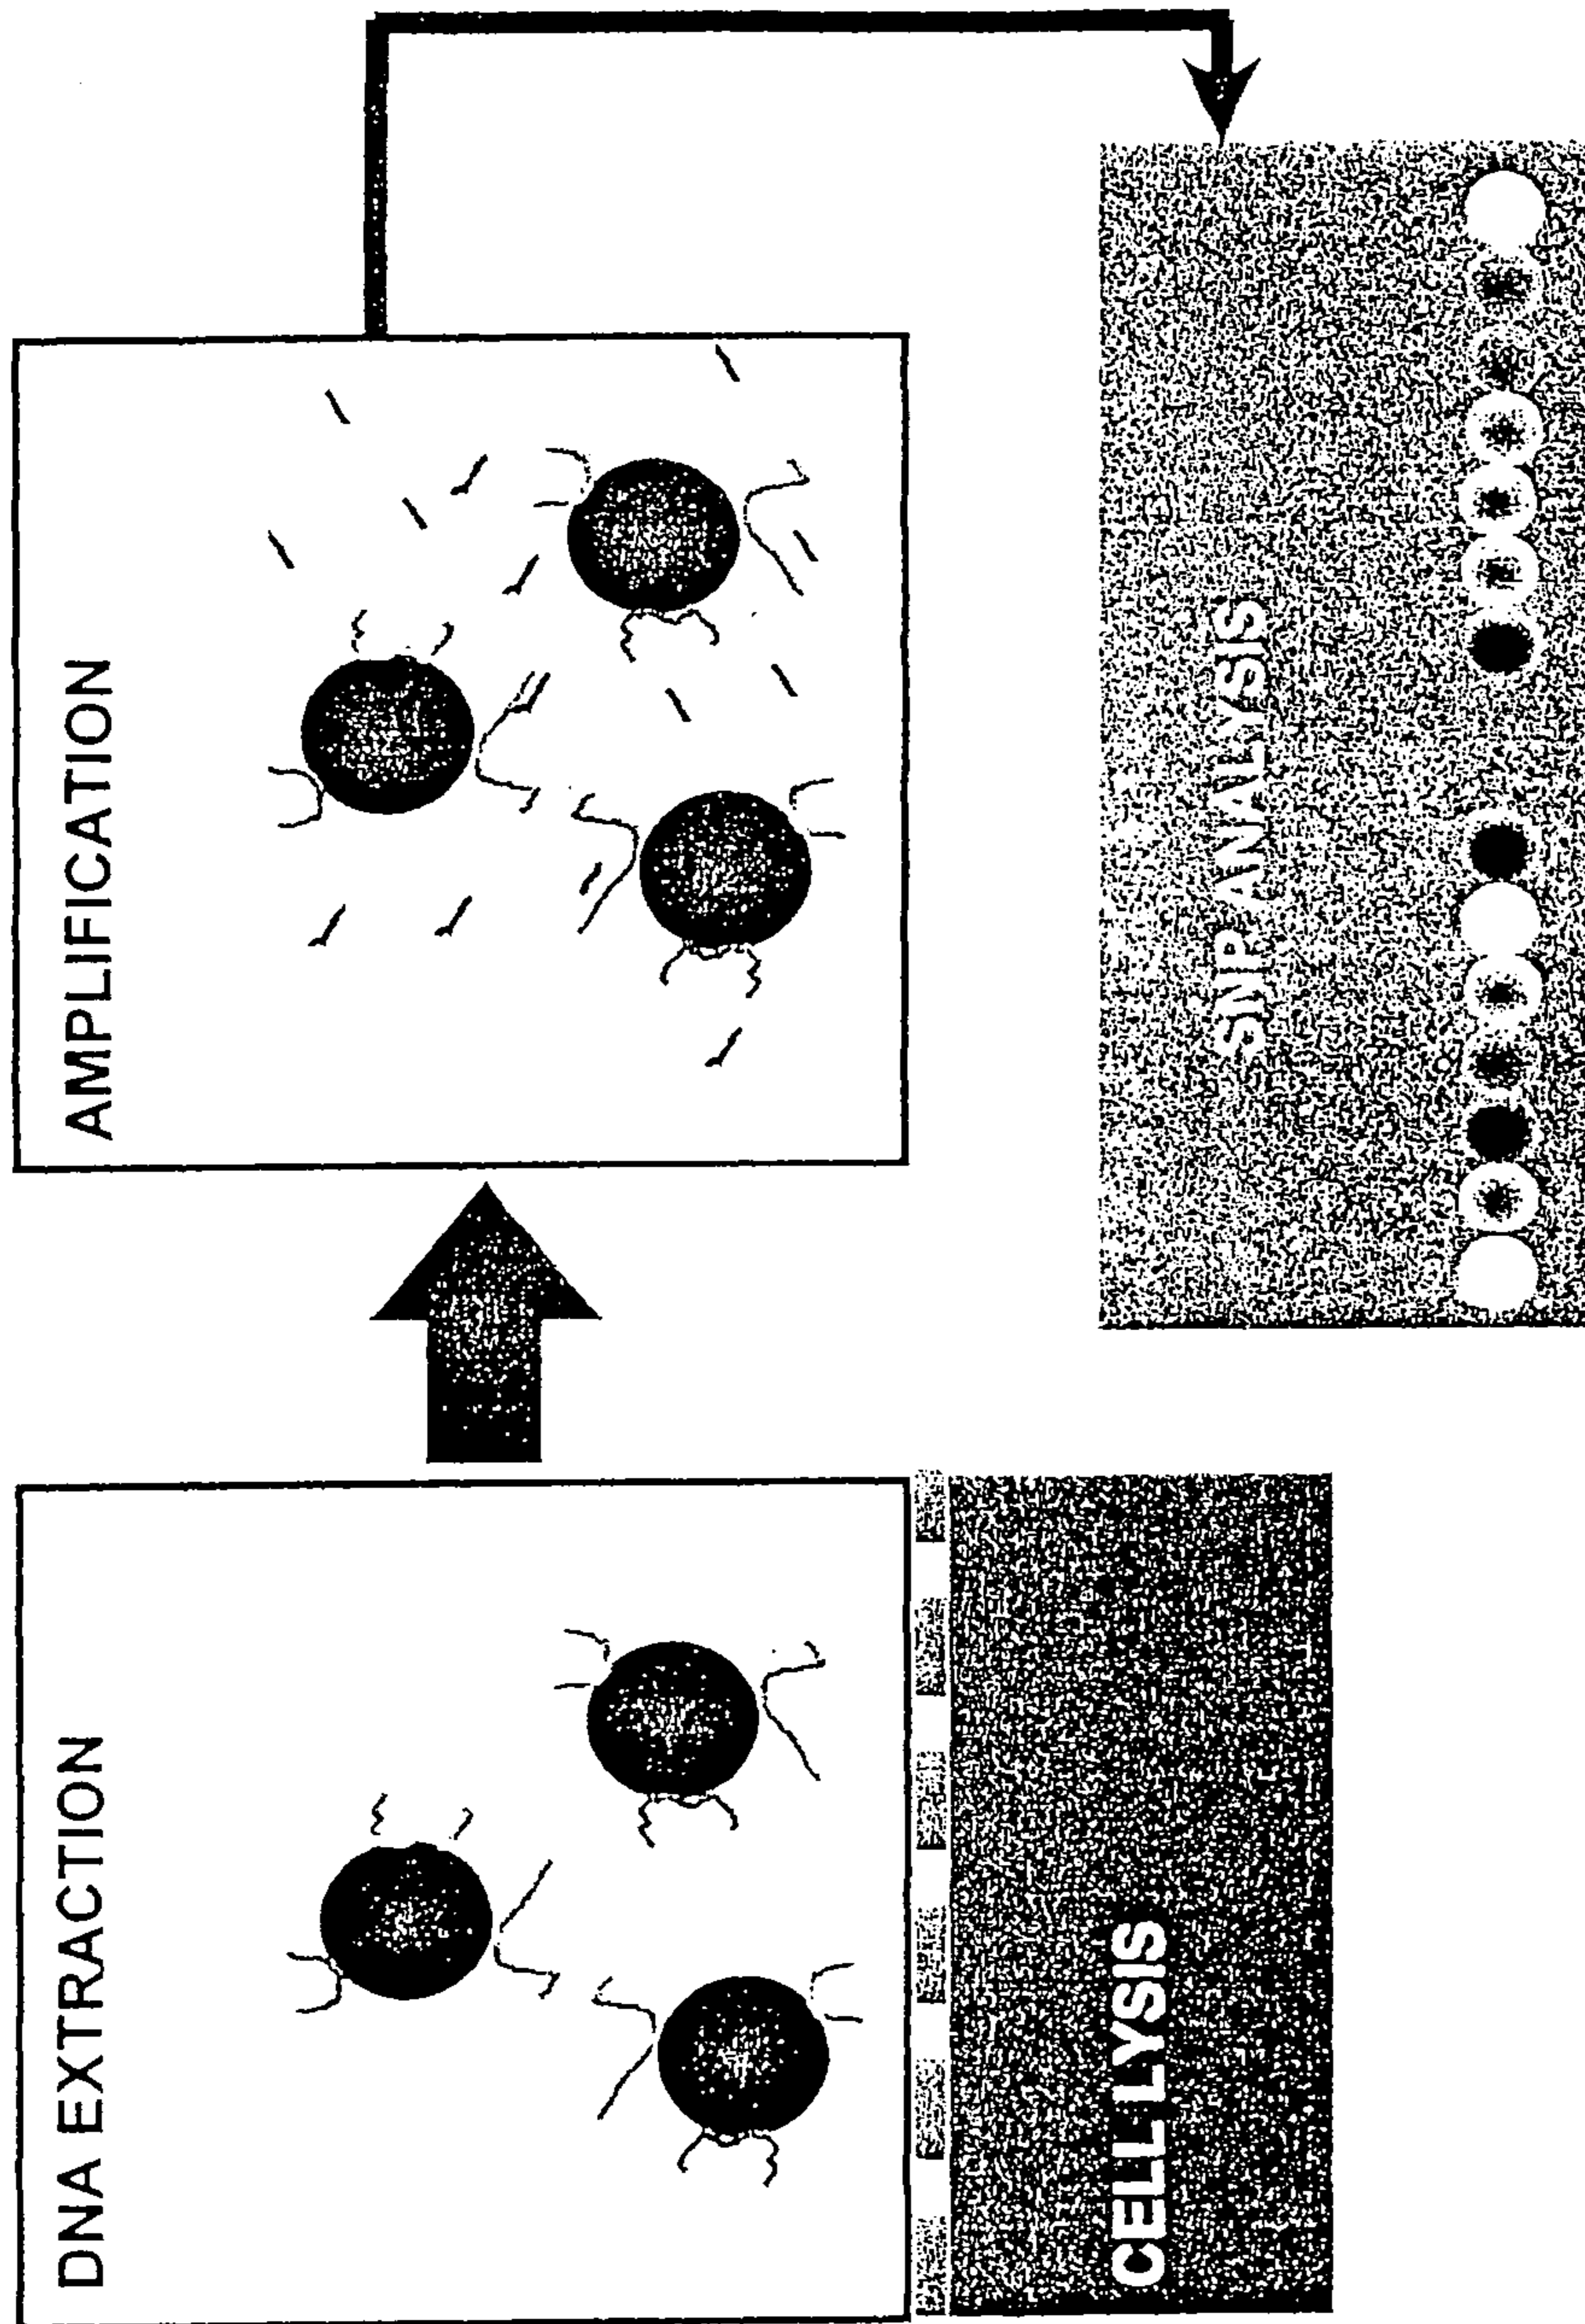 DNA EXTRACTION
CELL LYSIS
AMPLIFICATION
SNP ANALYSIS